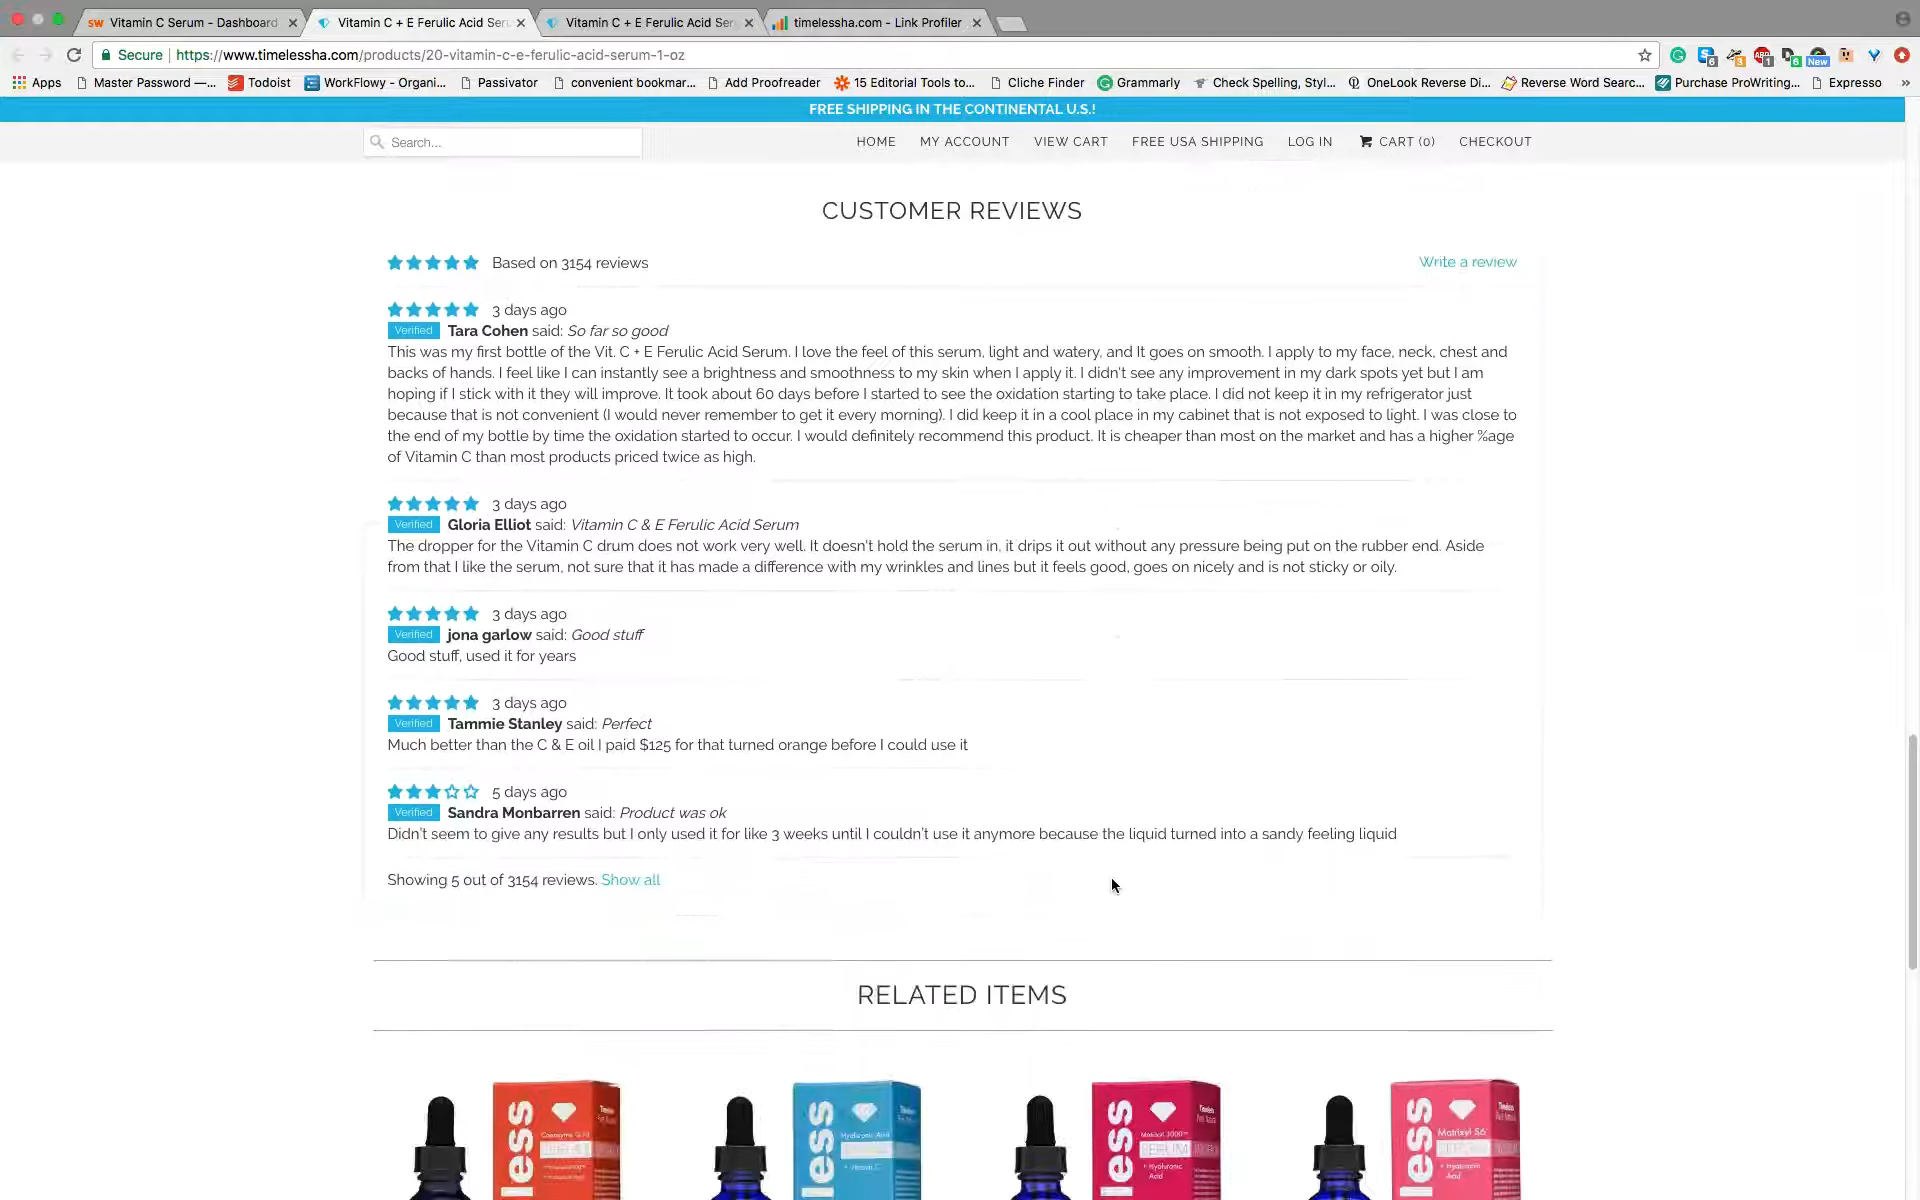 Vitamin C Serum - Dashboard
Vitamin C + E Ferulic Acid Ser
Vitamin C + E Ferulic Acid Ser
timelessha.com - Link Profiler
Secure https://www.timelessha.com/products/20-vitamin-c-e-ferulic-acid-serum-1-oz
Apps Master Password —... Todoist WorkFlowy - Organi... Passivator convenient bookmar... Add Proofreader 15 Editorial Tools to... Cliche Finder Grammarly Check Spelling, Styl... OneLook Reverse Di... Reverse Word Searc... Purchase ProWriting... Expresso »
FREE SHIPPING IN THE CONTINENTAL U.S.!
Search... HOME MY ACCOUNT VIEW CART FREE USA SHIPPING LOG IN CART (0) CHECKOUT
CUSTOMER REVIEWS
Based on 3154 reviews Write a review
3 days ago
Verified Tara Cohen said: So far so good
This was my first bottle of the Vit. C + E Ferulic Acid Serum. I love the feel of this serum, light and watery, and It goes on smooth. I apply to my face, neck, chest and
backs of hands. I feel like I can instantly see a brightness and smoothness to my skin when I apply it. I didn't see any improvement in my dark spots yet but I am
hoping if I stick with it they will improve. It took about 60 days before I started to see the oxidation starting to take place. I did not keep it in my refrigerator just
because that is not convenient (I would never remember to get it every morning). I did keep it in a cool place in my cabinet that is not exposed to light. I was close to
the end of my bottle by time the oxidation started to occur. I would definitely recommend this product. It is cheaper than most on the market and has a higher %age
of Vitamin C than most products priced twice as high.
3 days ago
Verified Gloria Elliot said: Vitamin C & E Ferulic Acid Serum
The dropper for the Vitamin C drum does not work very well. It doesn't hold the serum in, it drips it out without any pressure being put on the rubber end. Aside
from that I like the serum, not sure that it has made a difference with my wrinkles and lines but it feels good, goes on nicely and is not sticky or oily.
3 days ago
Verified jona garlow said: Good stuff
Good stuff, used it for years
3 days ago
Verified Tammie Stanley said: Perfect
Much better than the C & E oil I paid $125 for that turned orange before I could use it
5 days ago
Verified Sandra Monbarren said: Product was ok
Didn't seem to give any results but I only used it for like 3 weeks until I couldn't use it anymore because the liquid turned into a sandy feeling liquid
Showing 5 out of 3154 reviews. Show all
RELATED ITEMS
ess Coenzyme Q10 SERUM
ess Hyaluronic Acid + Vitamin C
ess Matrixyl 3000 SERUM + Hyaluronic Acid
ess Matrixyl S6 + Hyaluronic Acid